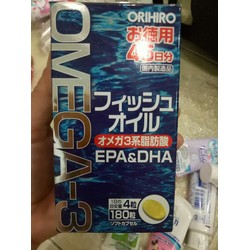 ORIHIRO
お徳用
45日分
国内製造品
OMEGA-3
フィッシュ
オイル
オメガ3系脂肪酸
EPA&DHA
1日の
目安量4粒
180粒
ソフトカプセル